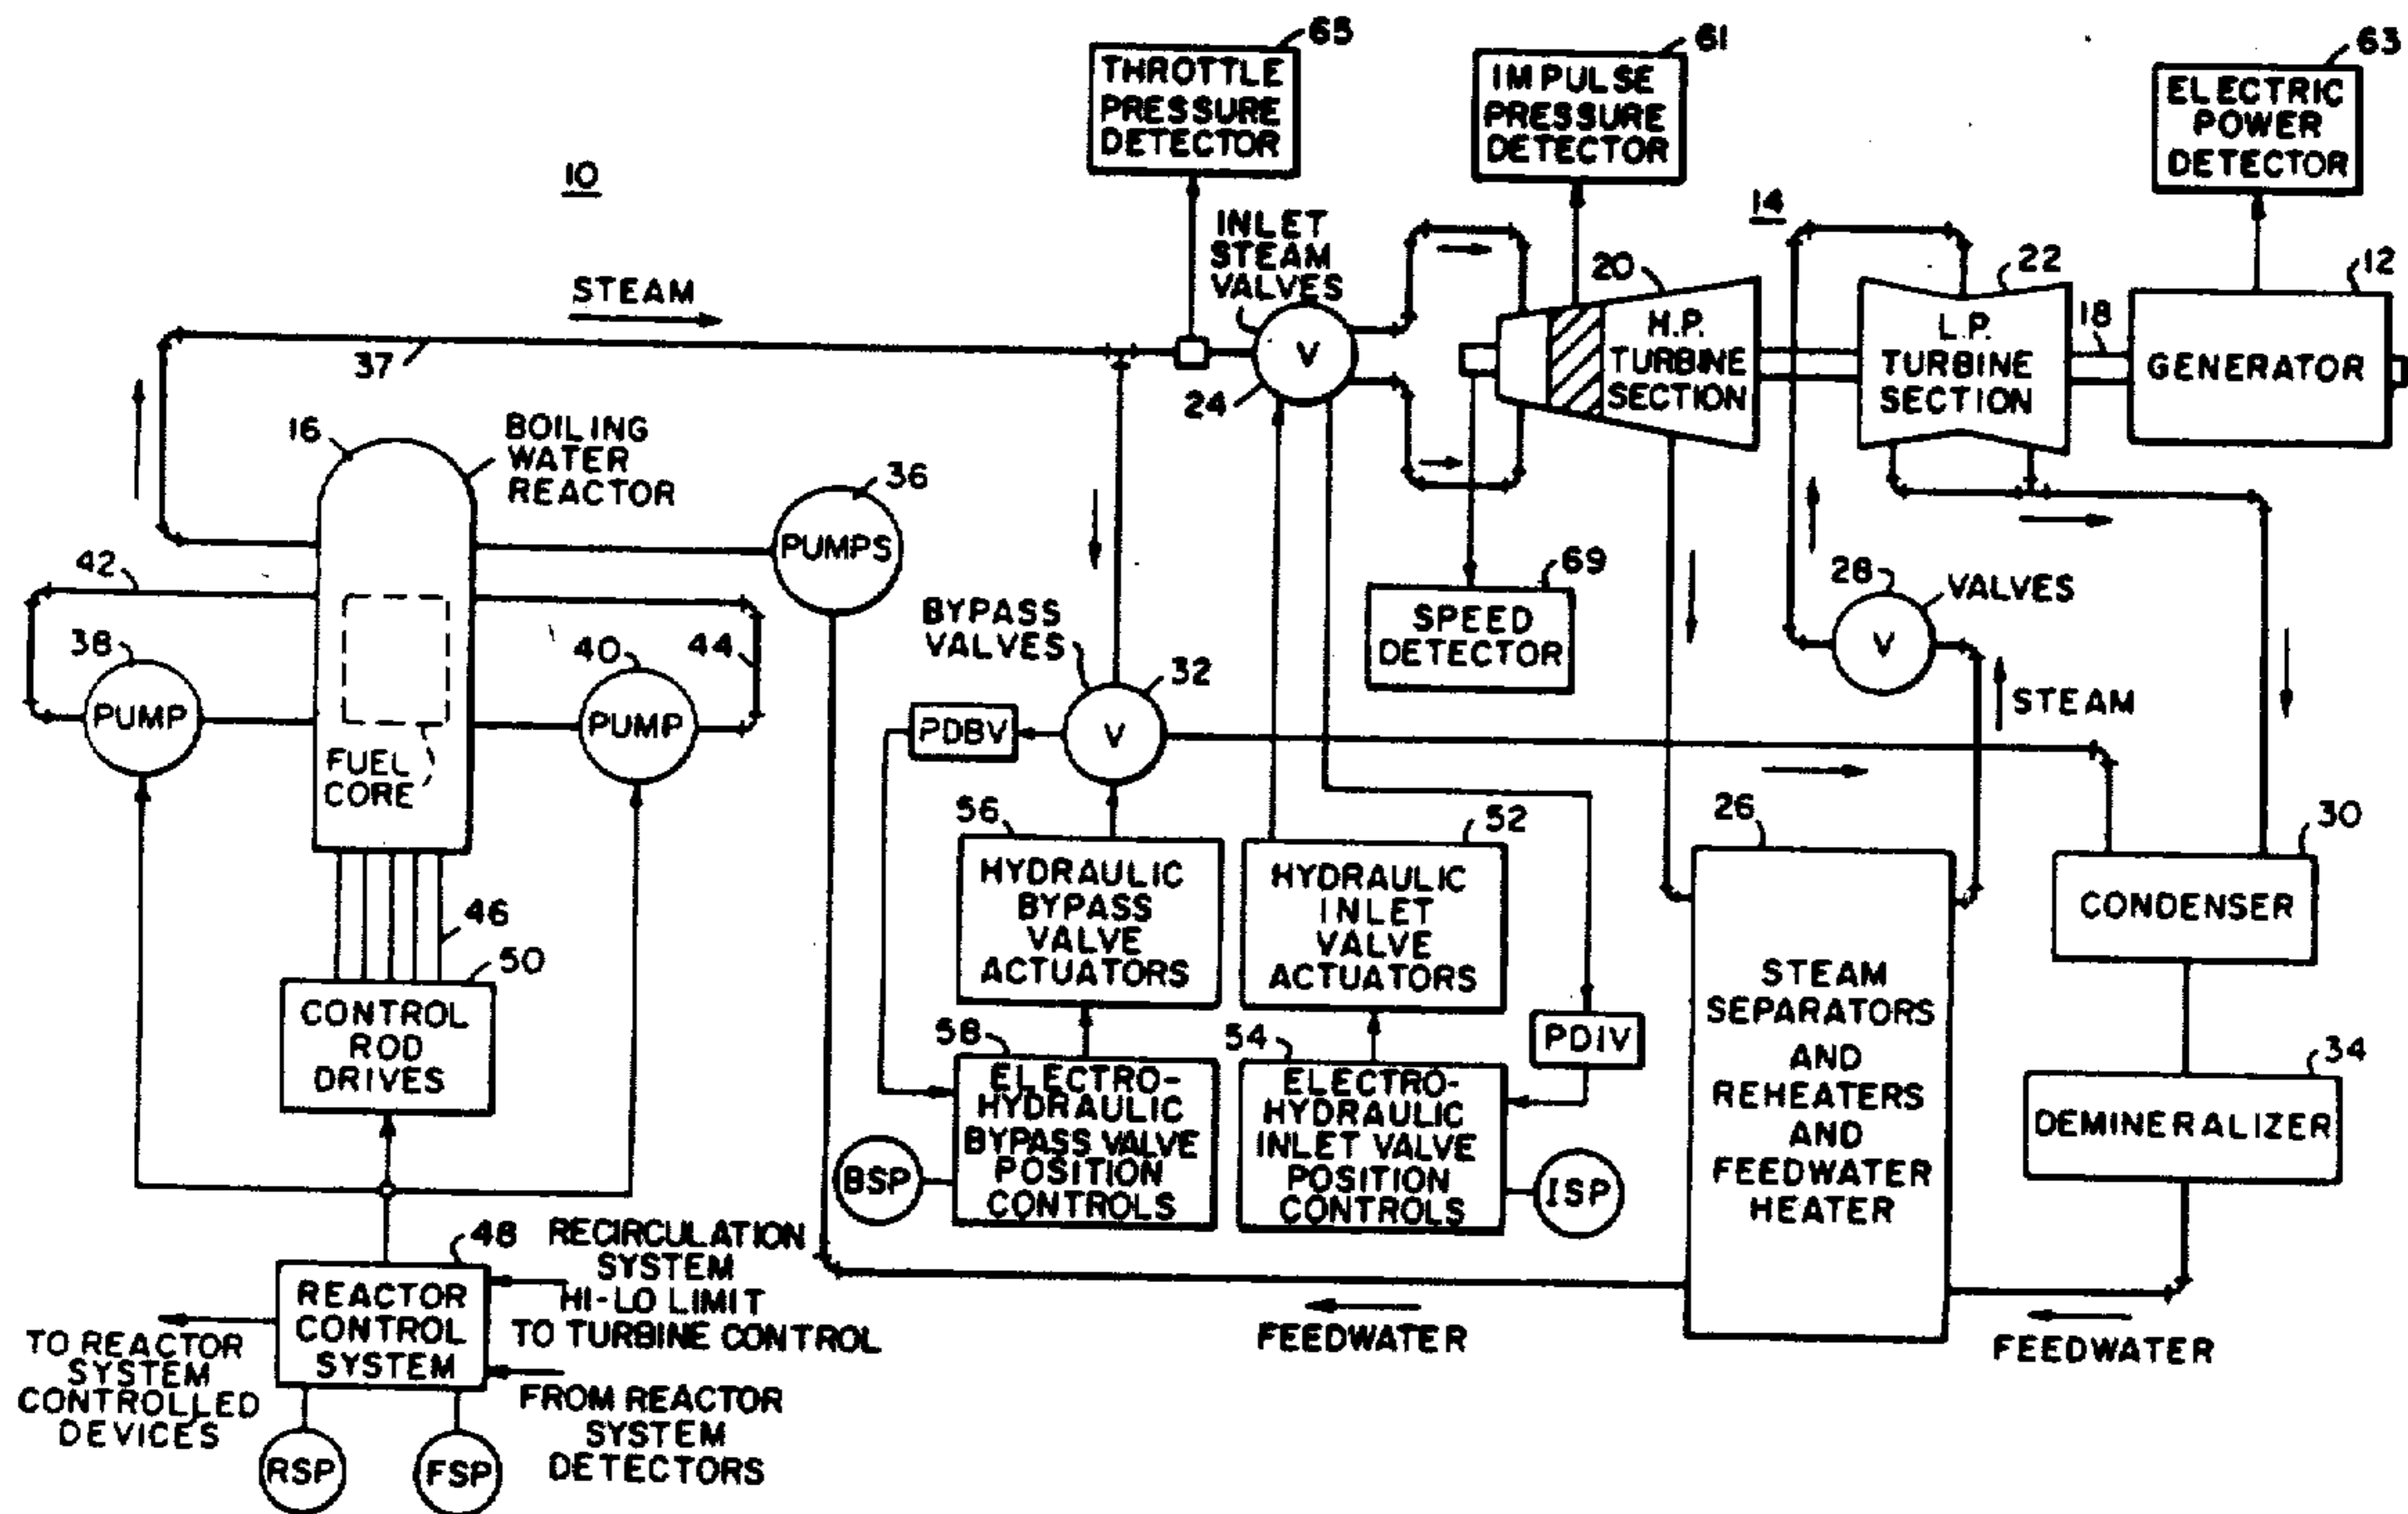 65
THROTTLE
PRESSURE
DETECTOR
61
IMPULSE
PRESSURE
DETECTOR
63
ELECTRIC
POWER
DETECTOR
10
14
STEAM
37
INLET
STEAM
VALVES
V
24
20
H.P.
TURBINE
SECTION
22
L.P.
TURBINE
SECTION
18
12
GENERATOR
16
BOILING
WATER
REACTOR
36
PUMPS
42
38
PUMP
40
PUMP
44
FUEL
CORE
BYPASS
VALVES
32
V
PDBV
69
SPEED
DETECTOR
28
VALVES
V
STEAM
46
50
CONTROL
ROD
DRIVES
56
HYDRAULIC
BYPASS
VALVE
ACTUATORS
52
HYDRAULIC
INLET
VALVE
ACTUATORS
26
STEAM
SEPARATORS
AND
REHEATERS
AND
FEEDWATER
HEATER
30
CONDENSER
34
DEMINERALIZER
58
ELECTRO-
HYDRAULIC
BYPASS VALVE
POSITION
CONTROLS
BSP
54
ELECTRO-
HYDRAULIC
INLET VALVE
POSITION
CONTROLS
PDIV
ISP
48
REACTOR
CONTROL
SYSTEM
RECIRCULATION
SYSTEM
HI-LO LIMIT
TO TURBINE CONTROL
TO REACTOR
SYSTEM
CONTROLLED
DEVICES
FROM REACTOR
SYSTEM
DETECTORS
RSP
FSP
FEEDWATER
FEEDWATER